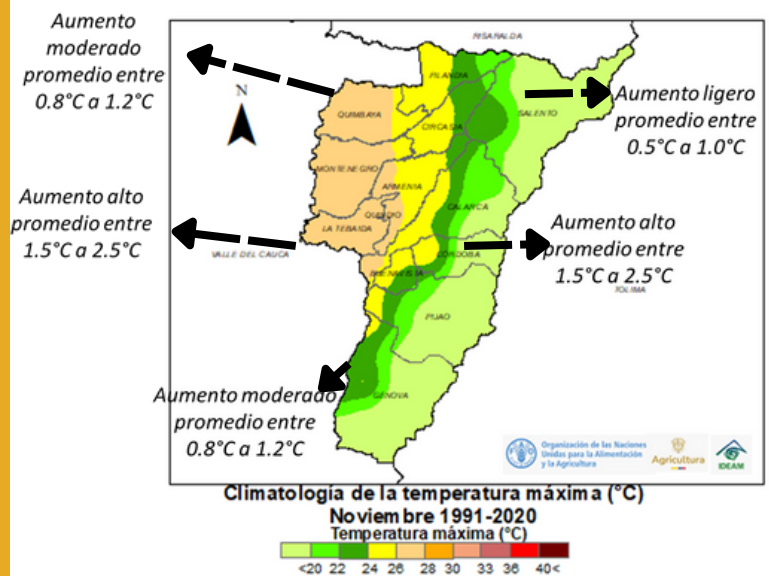 Aumento
moderado
promedio entre
0.8°C a 1.2°C
Aumento ligero
promedio entre
0.5°C a 1.0°C
Aumento alto
promedio entre
1.5°C a 2.5°C
Aumento alto
promedio entre
1.5°C a 2.5°C
Aumento moderado
promedio entre
0.8°C a 1.2°C
N
RISARALDA
FILANDIA
QUIMBAYA
SALENTO
CIRCASIA
MONTENEGRO
ARMENIA
CALARCA
QUINDIO
LA TEBAIDA
VALLE DEL CAUCA
CORDOBA
BUENAVISTA
TOLIMA
PIJAO
GENOVA
FAO
Organización de las Naciones
Unidas para la Alimentación
y la Agricultura
Agricultura
IDEAM
Climatología de la temperatura máxima (°C)
Noviembre 1991-2020
Temperatura máxima (°C)
<20 22 24 26 28 30 33 36 40<